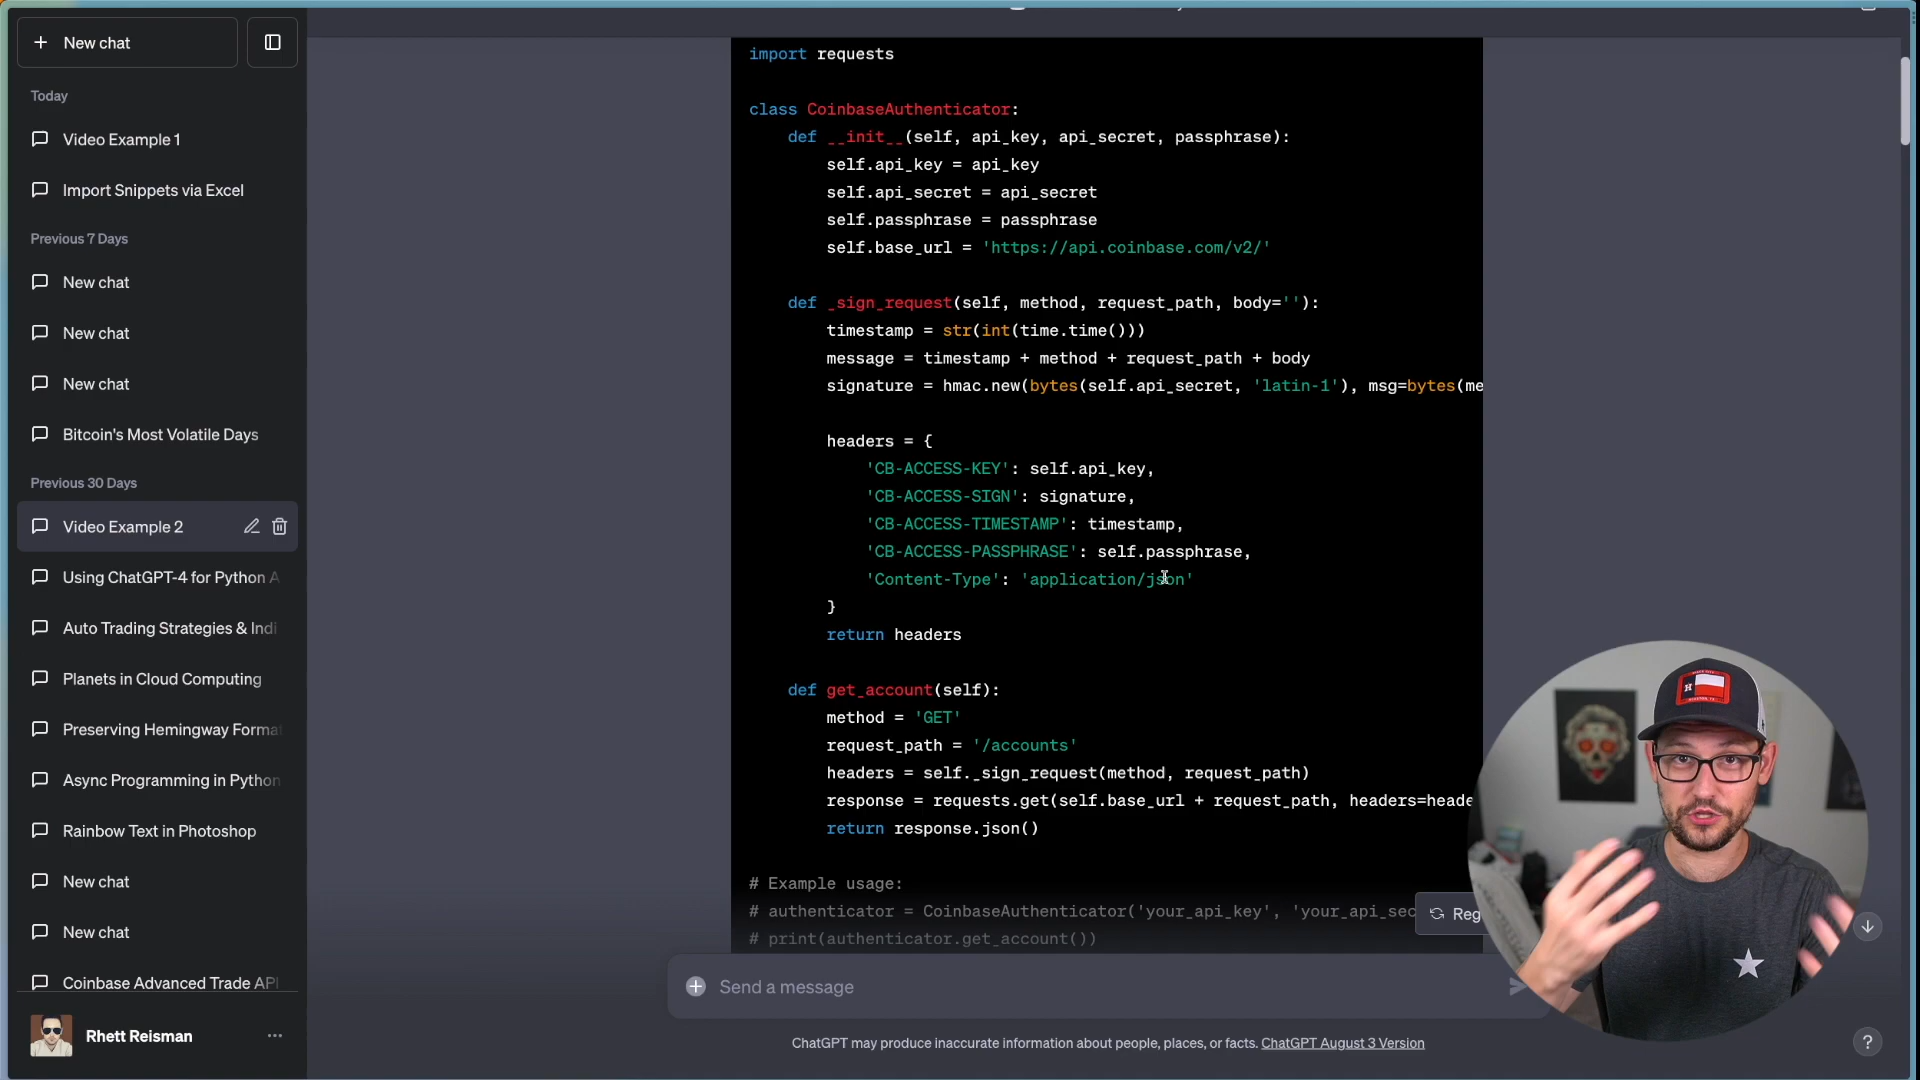 New chat
Today
Video Example 1
Import Snippets via Excel
Previous 7 Days
New chat
New chat
New chat
Bitcoin's Most Volatile Days
Previous 30 Days
Video Example 2
Using ChatGPT-4 for Python A
Auto Trading Strategies & Indi
Planets in Cloud Computing
Preserving Hemingway Forma
Async Programming in Python
Rainbow Text in Photoshop
New chat
New chat
Coinbase Advanced Trade API
Rhett Reisman
import requests
class CoinbaseAuthenticator:
def __init__(self, api_key, api_secret, passphrase):
self.api_key = api_key
self.api_secret = api_secret
self.passphrase = passphrase
self.base_url = 'https://api.coinbase.com/v2/'
def _sign_request(self, method, request_path, body=''):
timestamp = str(int(time.time()))
message = timestamp + method + request_path + body
signature = hmac.new(bytes(self.api_secret, 'latin-1'), msg=bytes(me
headers = {
'CB-ACCESS-KEY': self.api_key,
'CB-ACCESS-SIGN': signature,
'CB-ACCESS-TIMESTAMP': timestamp,
'CB-ACCESS-PASSPHRASE': self.passphrase,
'Content-Type': 'application/json'
}
return headers
def get_account(self):
method = 'GET'
request_path = '/accounts'
headers = self._sign_request(method, request_path)
response = requests.get(self.base_url + request_path, headers=heade
return response.json()
# Example usage:
# authenticator = CoinbaseAuthenticator('your_api_key', 'your_api_sec
# print(authenticator.get_account())
Reg
Send a message
ChatGPT may produce inaccurate information about people, places, or facts. ChatGPT August 3 Version
?
H